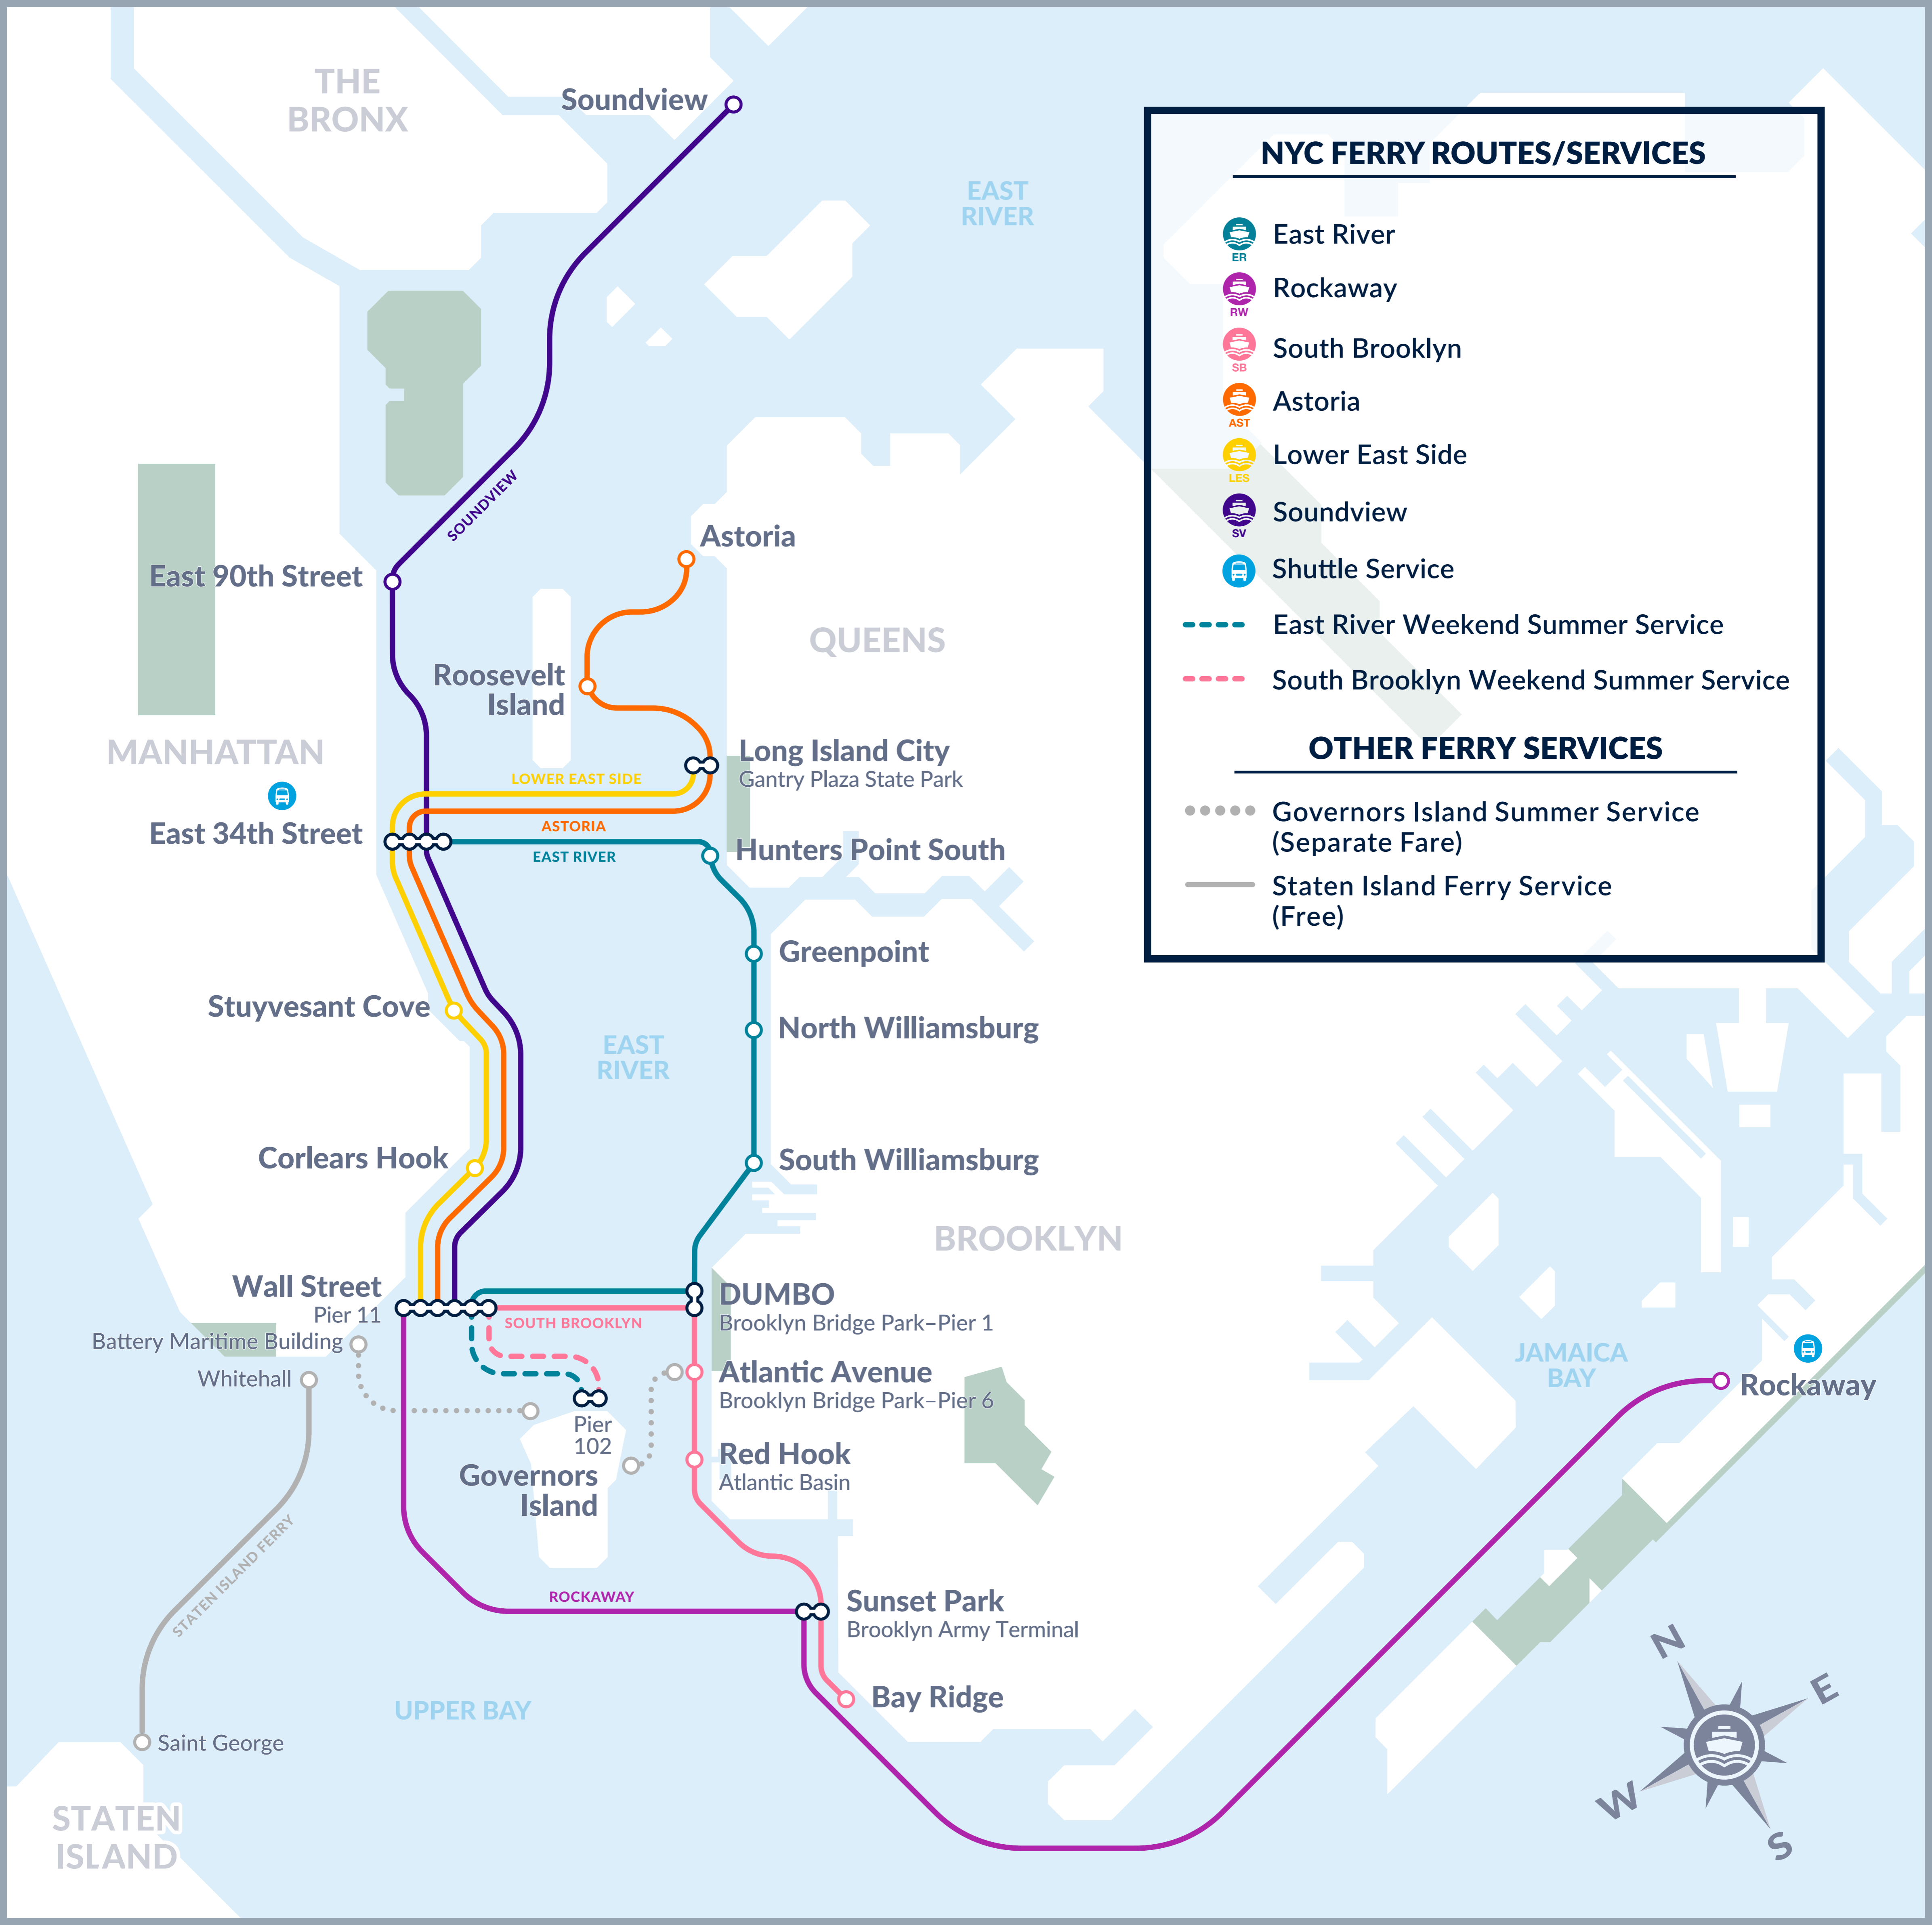 THE
BRONX
Soundview
EAST
RIVER
SOUNDVIEW
Astoria
East 90th Street
QUEENS
Roosevelt
Island
MANHATTAN
Long Island City
Gantry Plaza State Park
LOWER EAST SIDE
ASTORIA
East 34th Street
EAST RIVER
Hunters Point South
Greenpoint
Stuyvesant Cove
North Williamsburg
EAST
RIVER
Corlears Hook
South Williamsburg
BROOKLYN
Wall Street
Pier 11
DUMBO
Brooklyn Bridge Park–Pier 1
SOUTH BROOKLYN
Battery Maritime Building
Whitehall
Atlantic Avenue
Brooklyn Bridge Park–Pier 6
Pier
102
Governors
Island
Red Hook
Atlantic Basin
STATEN ISLAND FERRY
ROCKAWAY
Sunset Park
Brooklyn Army Terminal
Bay Ridge
UPPER BAY
Saint George
STATEN
ISLAND
JAMAICA
BAY
Rockaway
N
E
W
S
NYC FERRY ROUTES/SERVICES
ER East River
RW Rockaway
SB South Brooklyn
AST Astoria
LES Lower East Side
SV Soundview
Shuttle Service
East River Weekend Summer Service
South Brooklyn Weekend Summer Service
OTHER FERRY SERVICES
Governors Island Summer Service
(Separate Fare)
Staten Island Ferry Service
(Free)